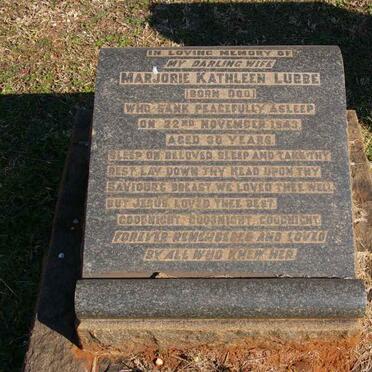 IN LOVING MEMORY OF
MY DARLING WIFE
MARJORIE KATHLEEN LUBBE
(BORN DOD)
WHO SANK PEACEFULLY ASLEEP
ON 22ND NOVEMBER 1943
AGED 30 YEARS
SLEEP ON BELOVED SLEEP AND TAKE THY
REST LAY DOWN THY HEAD UPON THY
SAVIOURS BREAST WE LOVED THEE WELL
BUT JESUS LOVED THEE BEST
GOODNIGHT GOODNIGHT GOODNIGHT
FOREVER REMEMBERED AND LOVED
BY ALL WHO KNEW HER